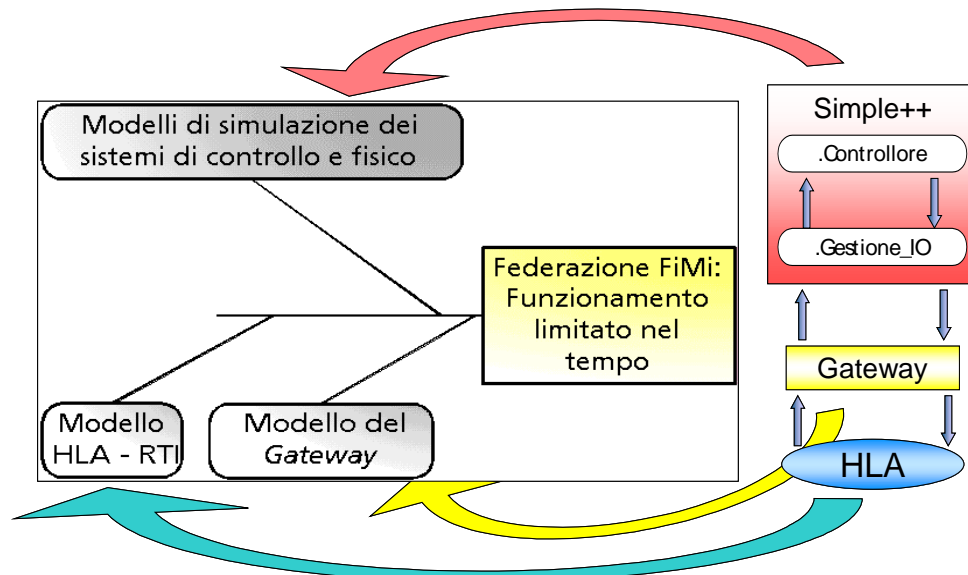 Modelli di simulazione dei
sistemi di controllo e fisico
Federazione FiMi:
Funzionamento
limitato nel
tempo
Modello
HLA - RTI
Modello del
Gateway
Simple++
.Controllore
.Gestione_IO
Gateway
HLA